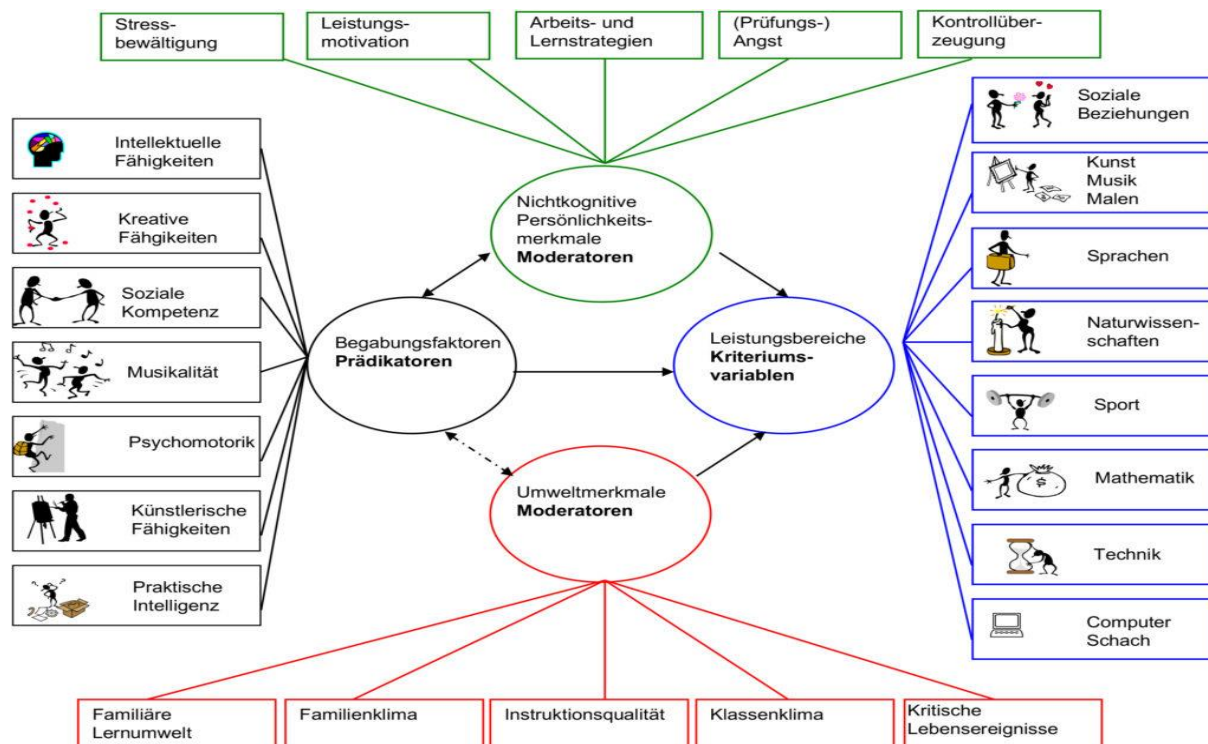 Stress-
bewältigung
Leistungs-
motivation
Arbeits- und
Lernstrategien
(Prüfungs-)
Angst
Kontrollüber-
zeugung
Intellektuelle
Fähigkeiten
Kreative
Fähgikeiten
Soziale
Kompetenz
Musikalität
Psychomotorik
Künstlerische
Fähigkeiten
Praktische
Intelligenz
Nichtkognitive
Persönlichkeits-
merkmale
Moderatoren
Begabungsfaktoren
Prädikatoren
Leistungsbereiche
Kriteriums-
variablen
Umweltmerkmale
Moderatoren
Soziale
Beziehungen
Kunst
Musik
Malen
Sprachen
Naturwissen-
schaften
Sport
Mathematik
$
Technik
Computer
Schach
Familiäre
Lernumwelt
Familienklima
Instruktionsqualität
Klassenklima
Kritische
Lebensereignisse